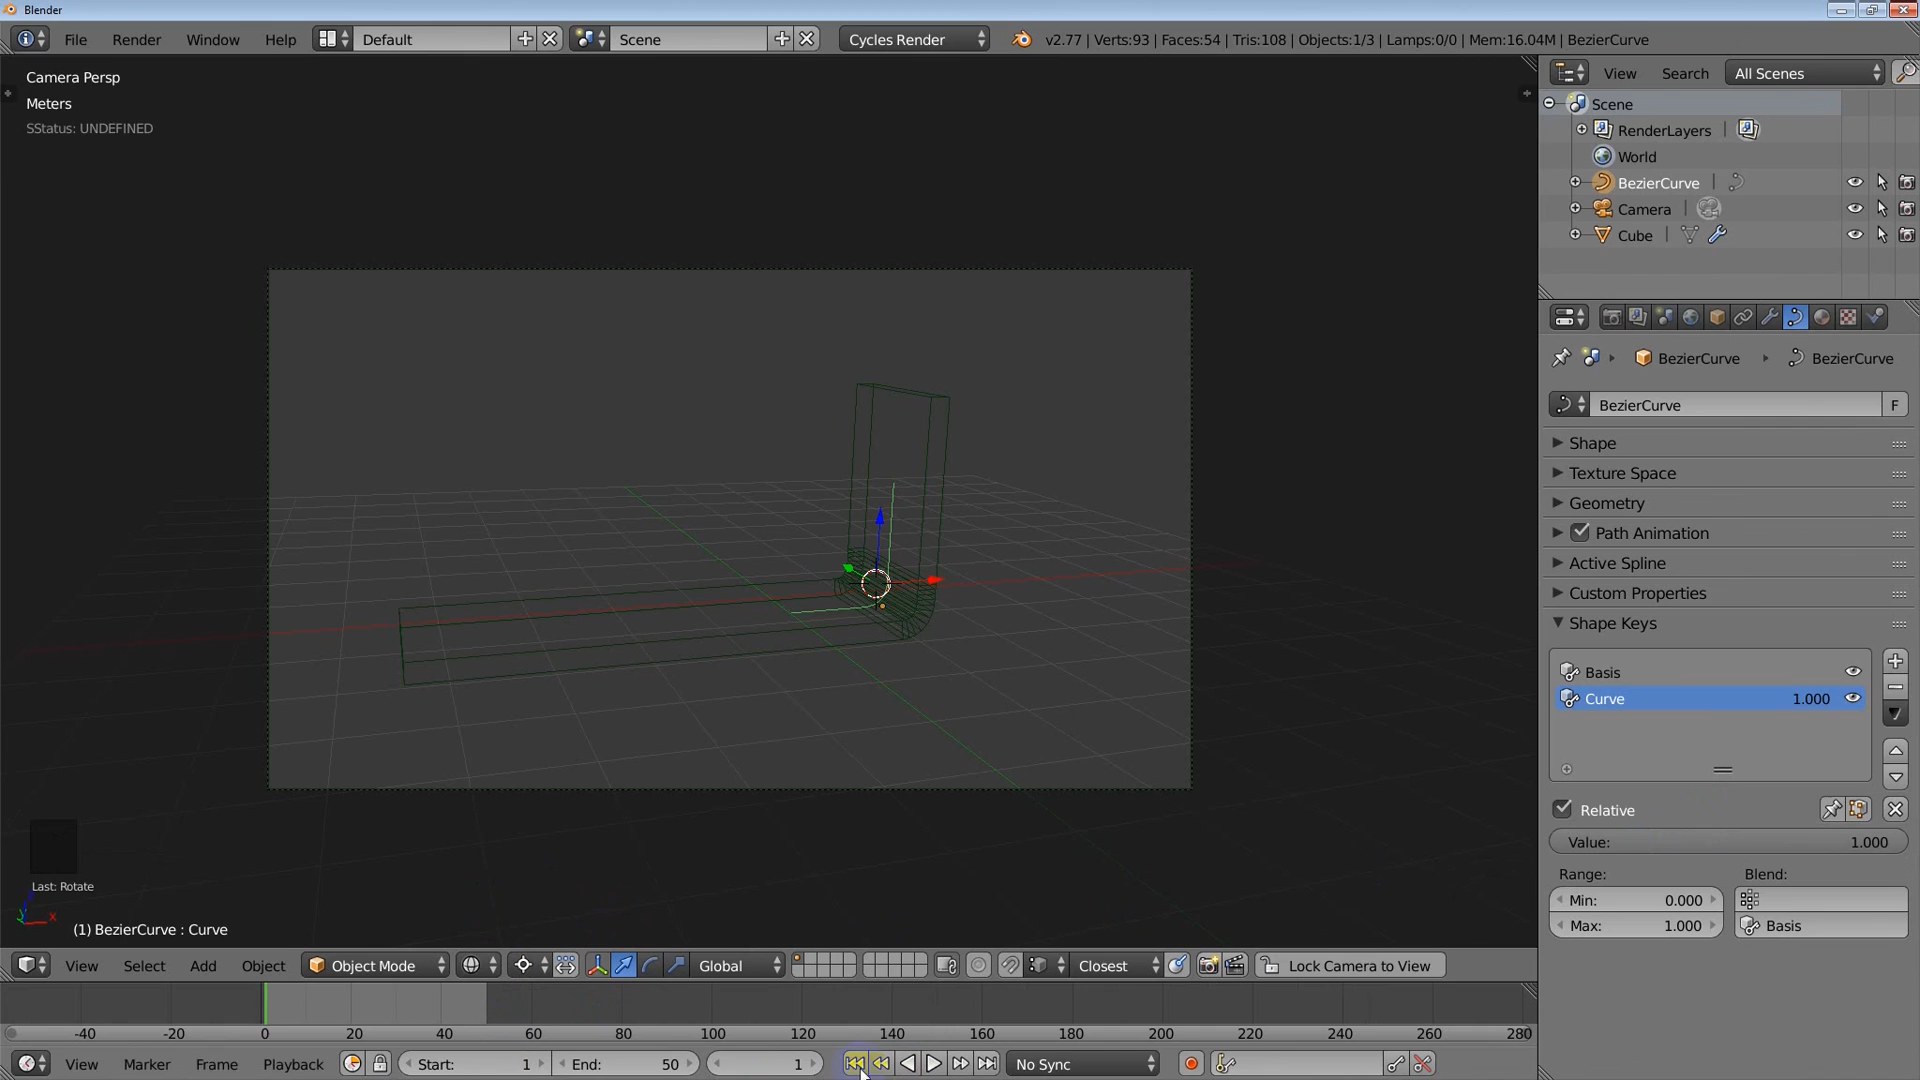 Blender
File Render Window Help Default Scene Cycles Render v2.77 | Verts:93 | Faces:54 | Tris:108 | Objects:1/3 | Lamps:0/0 | Mem:16.04M | BezierCurve
Camera Persp
Meters
SStatus: UNDEFINED
View Search All Scenes
Scene
RenderLayers
World
BezierCurve
Camera
Cube
BezierCurve BezierCurve
BezierCurve F
Shape
Texture Space
Geometry
Path Animation
Active Spline
Custom Properties
Shape Keys
Basis
Curve 1.000
Relative
Value: 1.000
Range: Blend:
Min: 0.000
Max: 1.000 Basis
Last: Rotate
z
y x
(1) BezierCurve : Curve
View Select Add Object Object Mode Global Closest Lock Camera to View
-40 -20 0 20 40 60 80 100 120 140 160 180 200 220 240 260 280
View Marker Frame Playback Start: 1 End: 50 1 No Sync